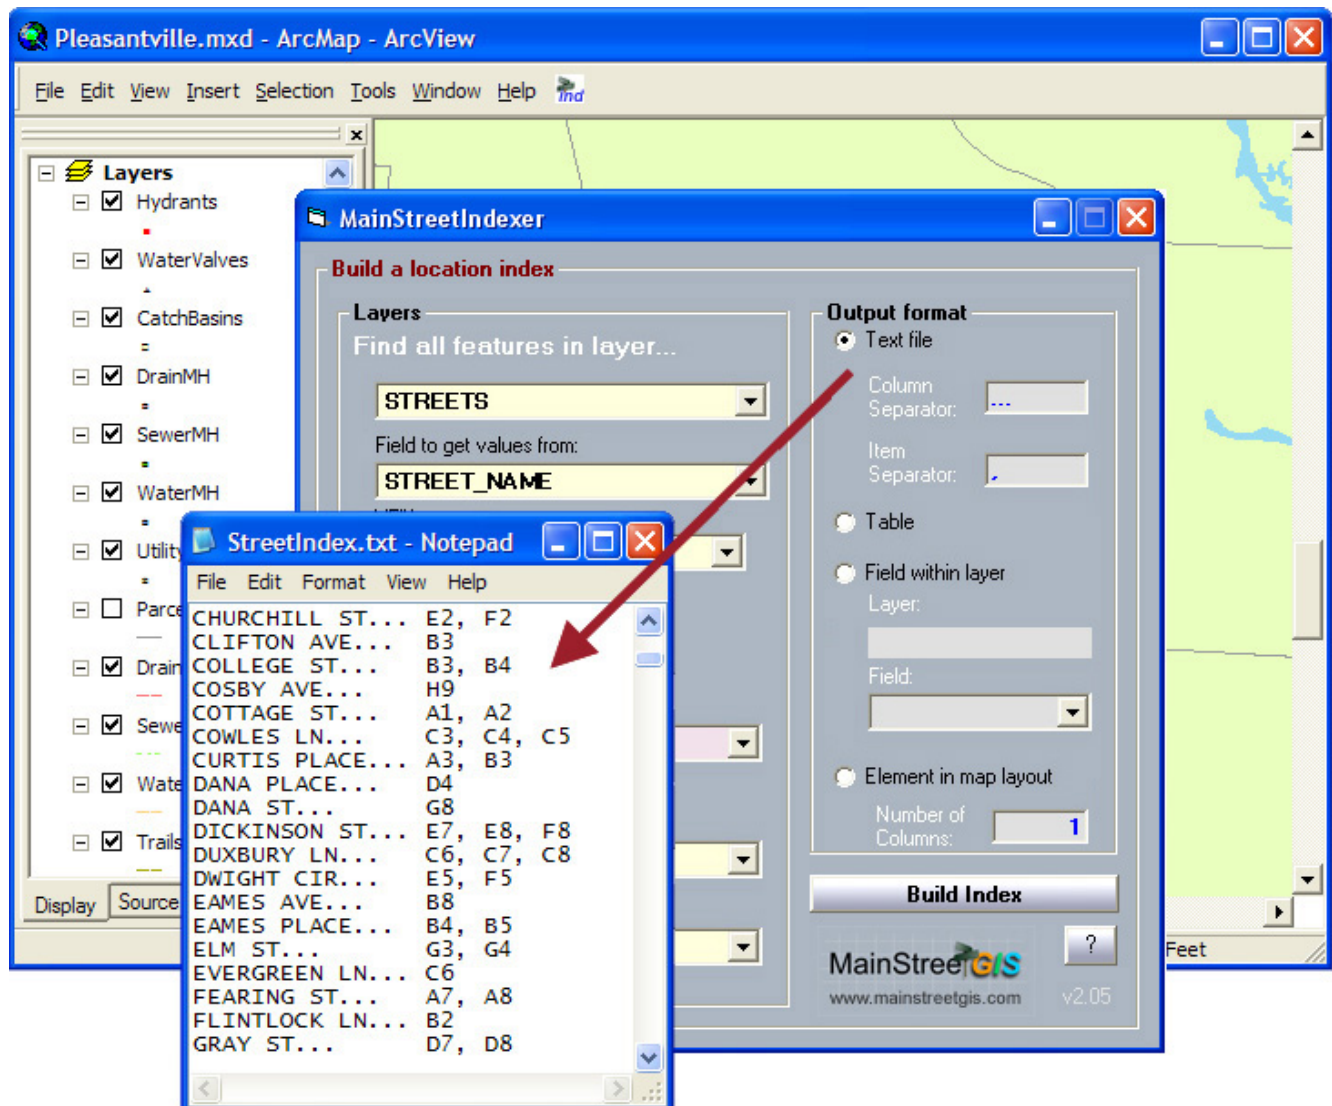 Pleasantville.mxd - ArcMap - ArcView
File Edit View Insert Selection Tools Window Help
Layers
Hydrants
WaterValves
CatchBasins
DrainMH
SewerMH
WaterMH
Display Source
Feet
MainStreetIndexer
Build a location index
Layers
Find all features in layer...
STREETS
Field to get values from:
STREET_NAME
Output format
Text file
Column
Separator: ...
Item
Separator: ,
Table
Field within layer
Layer:
Field:
Element in map layout
Number of
Columns: 1
Build Index
?
MainStreetGIS
www.mainstreetgis.com v2.05
StreetIndex.txt - Notepad
File Edit Format View Help
CHURCHILL ST... E2, F2
CLIFTON AVE... B3
COLLEGE ST... B3, B4
COSBY AVE... H9
COTTAGE ST... A1, A2
COWLES LN... C3, C4, C5
CURTIS PLACE... A3, B3
DANA PLACE... D4
DANA ST... G8
DICKINSON ST... E7, E8, F8
DUXBURY LN... C6, C7, C8
DWIGHT CIR... E5, F5
EAMES AVE... B8
EAMES PLACE... B4, B5
ELM ST... G3, G4
EVERGREEN LN... C6
FEARING ST... A7, A8
FLINTLOCK LN... B2
GRAY ST... D7, D8
Trails